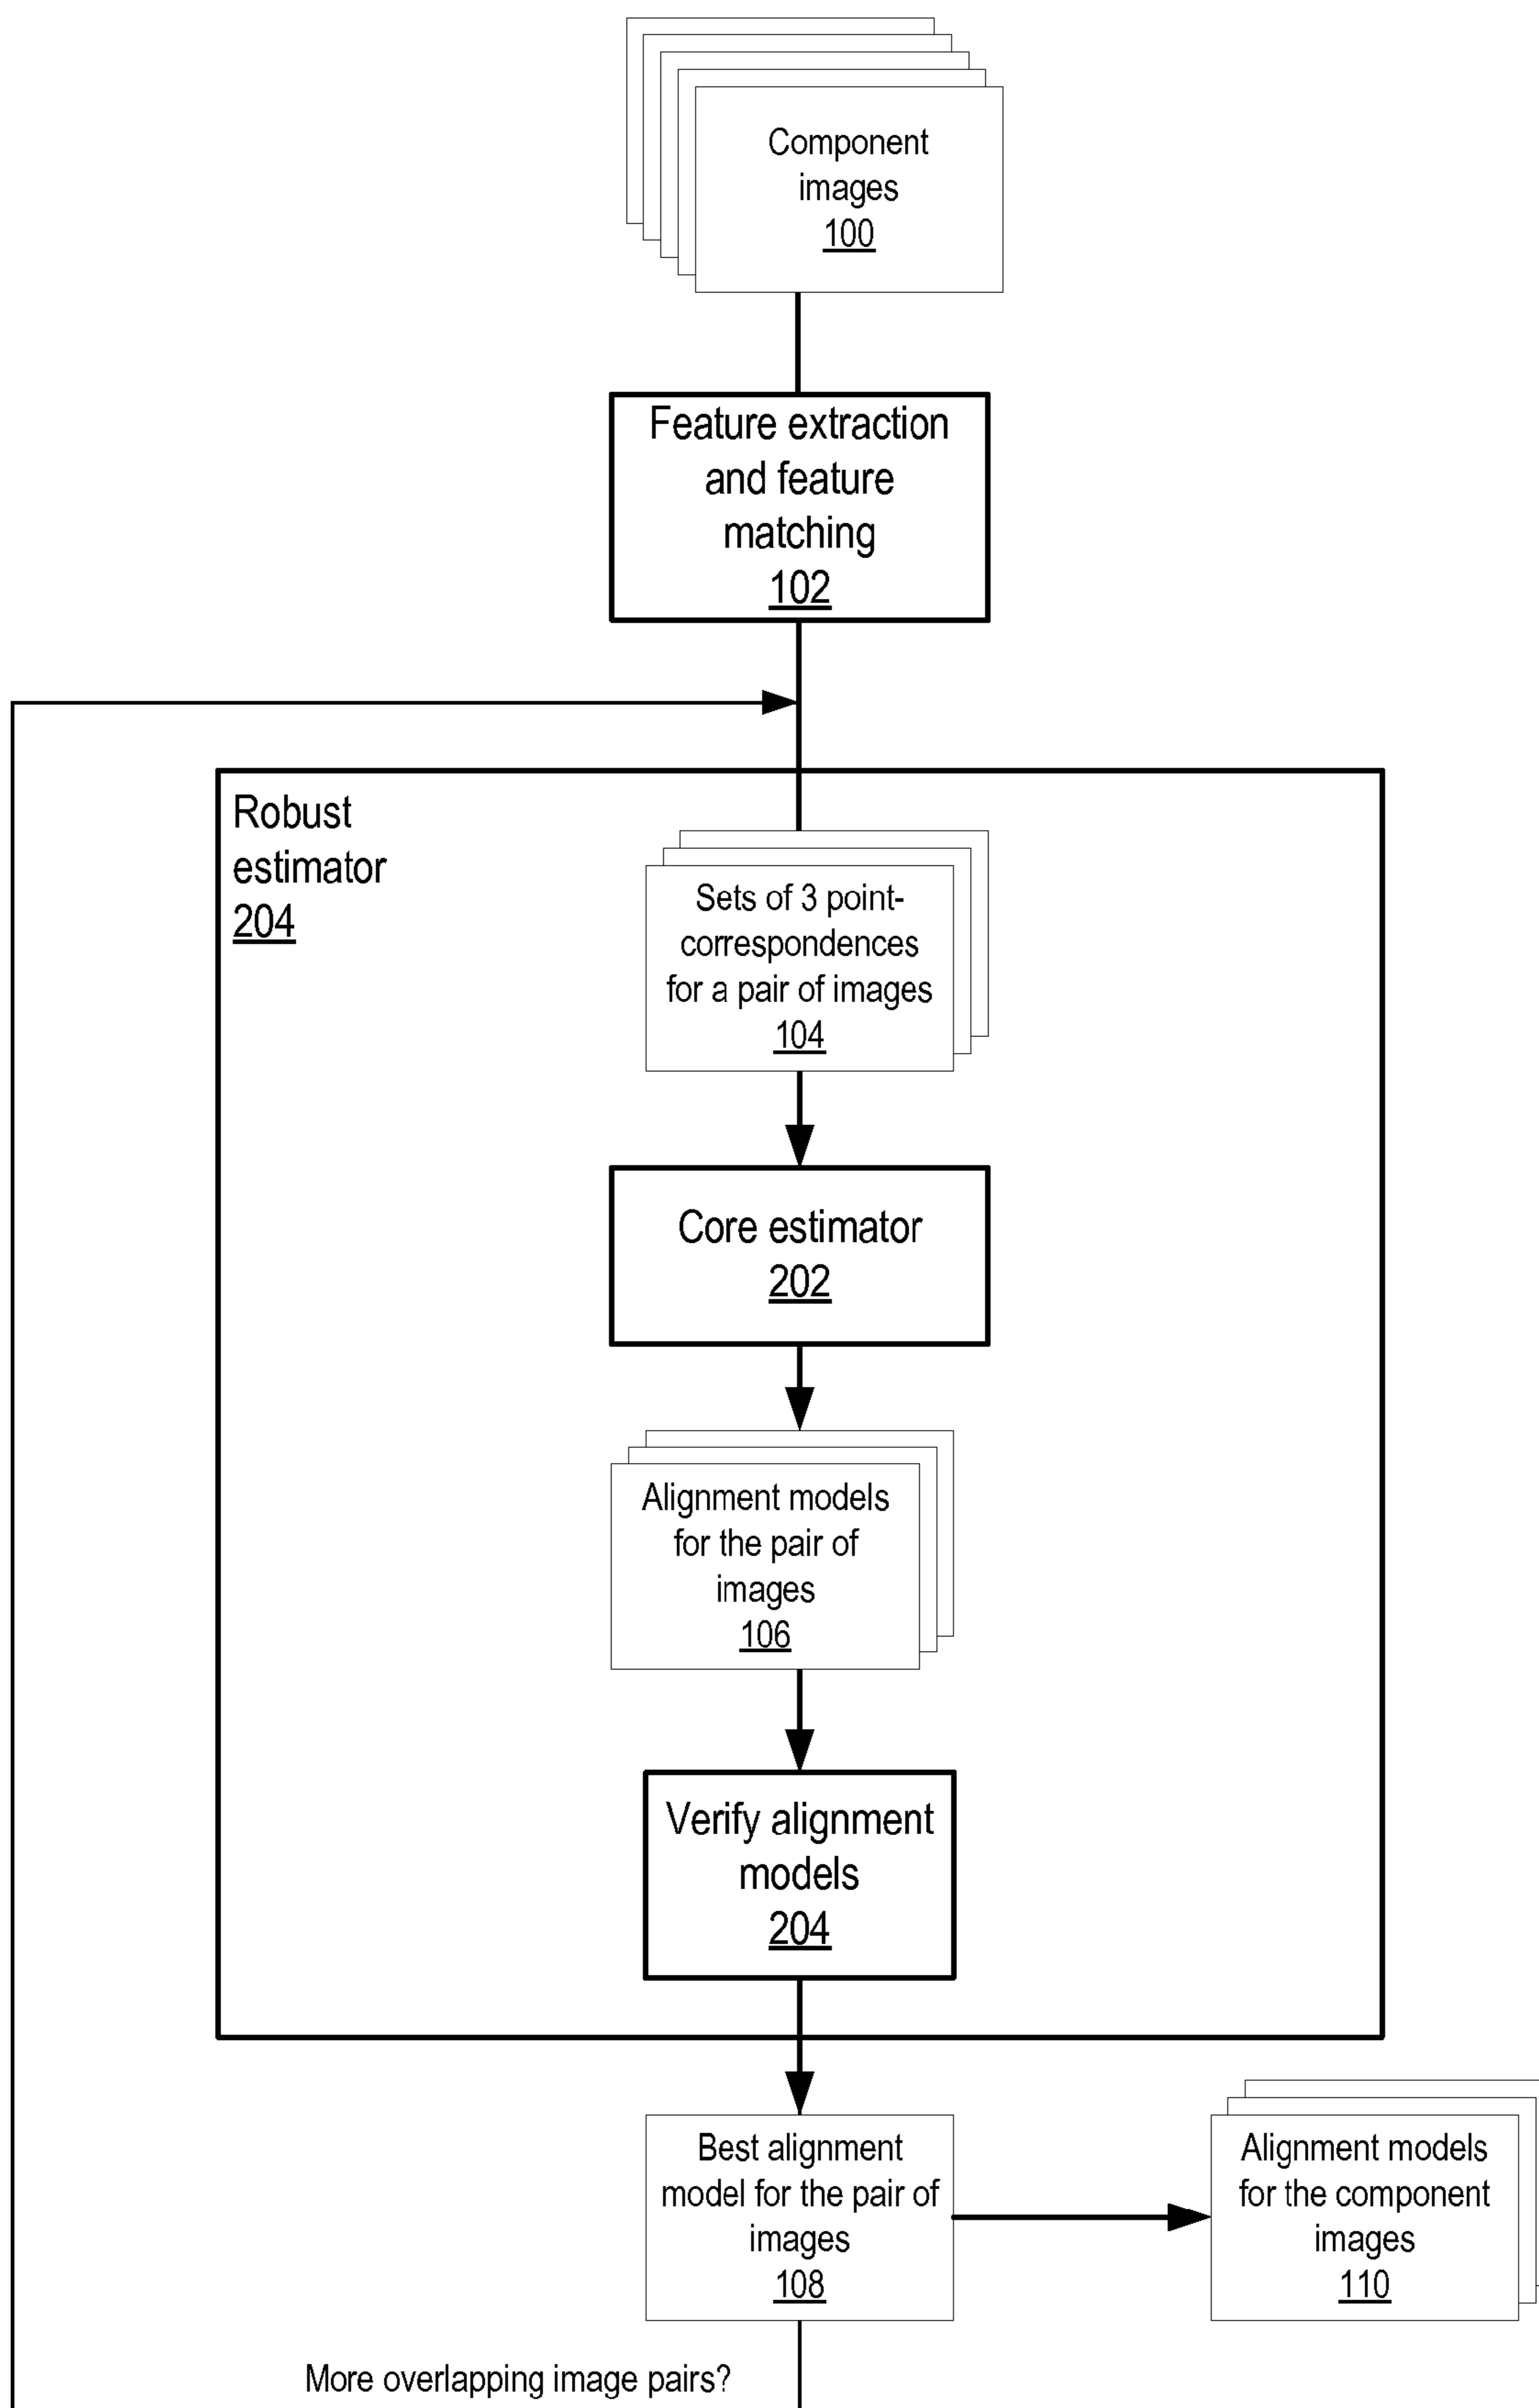 Component
images
100
Feature extraction
and feature
matching
102
Robust
estimator
204
Sets of 3 point-
correspondences
for a pair of images
104
Core estimator
202
Alignment models
for the pair of
images
106
Verify alignment
models
204
Best alignment
model for the pair of
images
108
Alignment models
for the component
images
110
More overlapping image pairs?